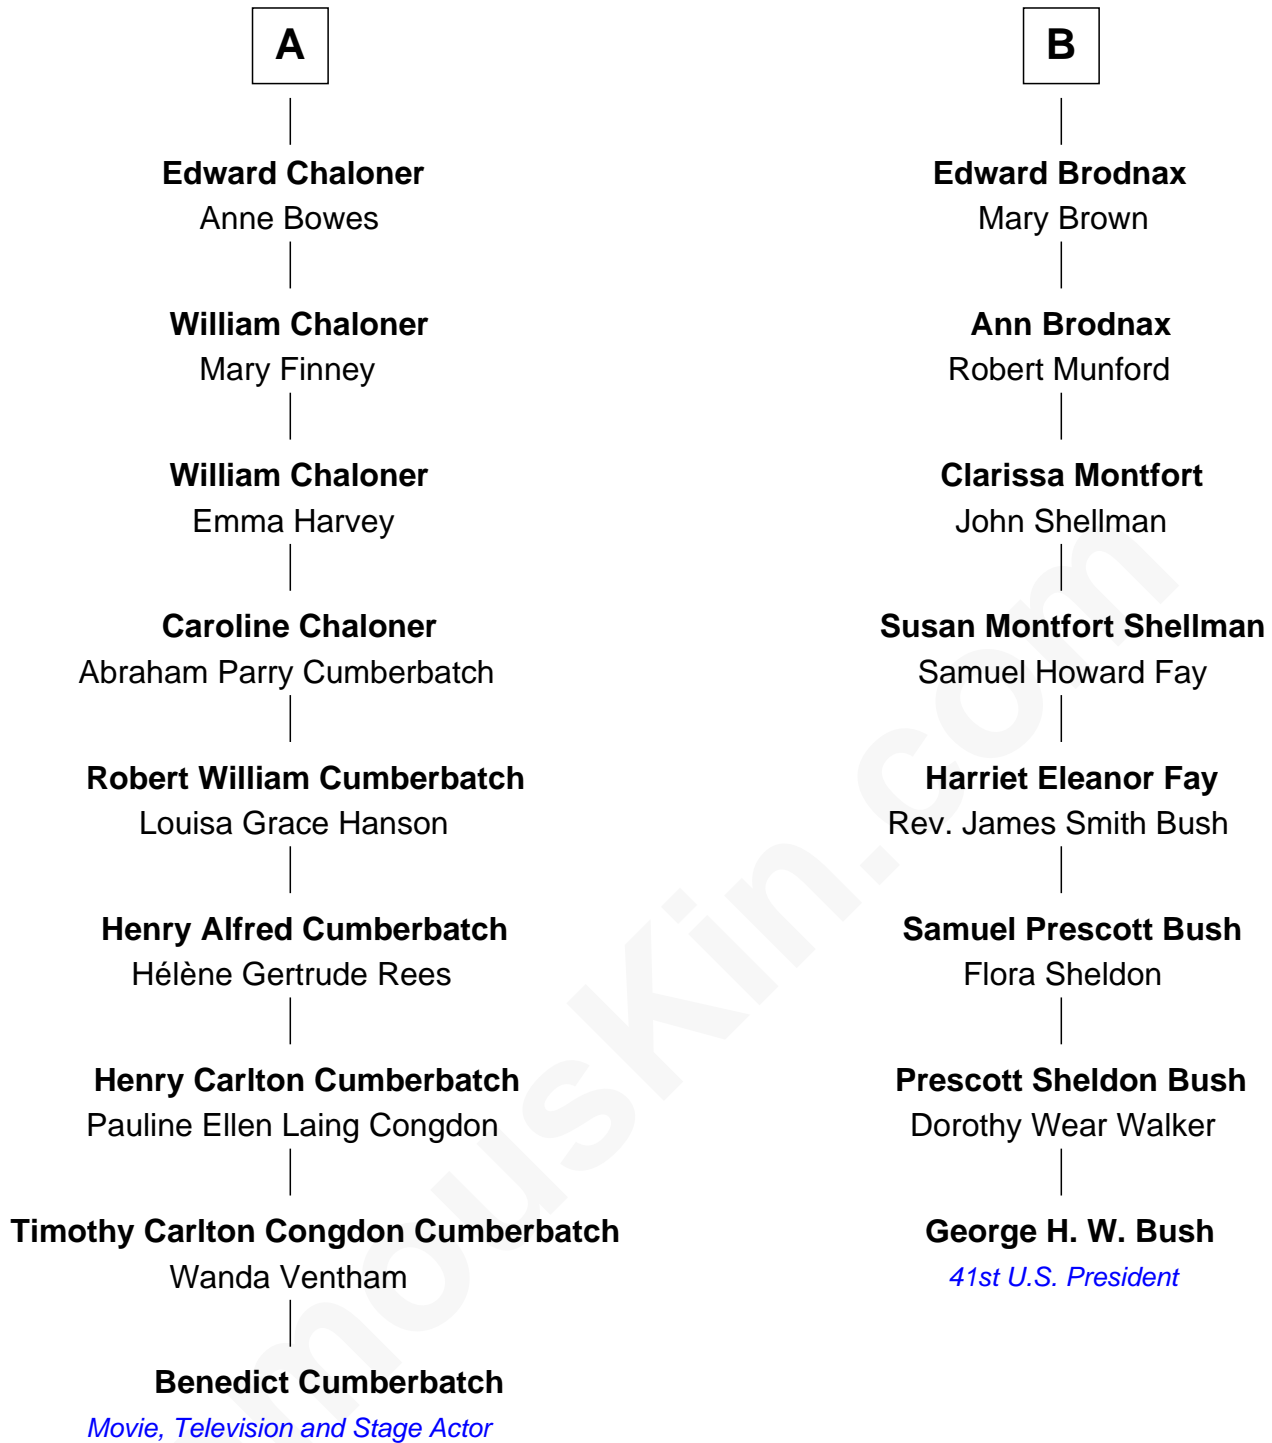 A
Edward Chaloner
Anne Bowes
William Chaloner
Mary Finney
William Chaloner
Emma Harvey
Caroline Chaloner
Abraham Parry Cumberbatch
Robert William Cumberbatch
Louisa Grace Hanson
Henry Alfred Cumberbatch
Hélène Gertrude Rees
Henry Carlton Cumberbatch
Pauline Ellen Laing Congdon
Timothy Carlton Congdon Cumberbatch
Wanda Ventham
Benedict Cumberbatch
Movie, Television and Stage Actor
B
Edward Brodnax
Mary Brown
Ann Brodnax
Robert Munford
Clarissa Montfort
John Shellman
Susan Montfort Shellman
Samuel Howard Fay
Harriet Eleanor Fay
Rev. James Smith Bush
Samuel Prescott Bush
Flora Sheldon
Prescott Sheldon Bush
Dorothy Wear Walker
George H. W. Bush
41st U.S. President
mousKin.com